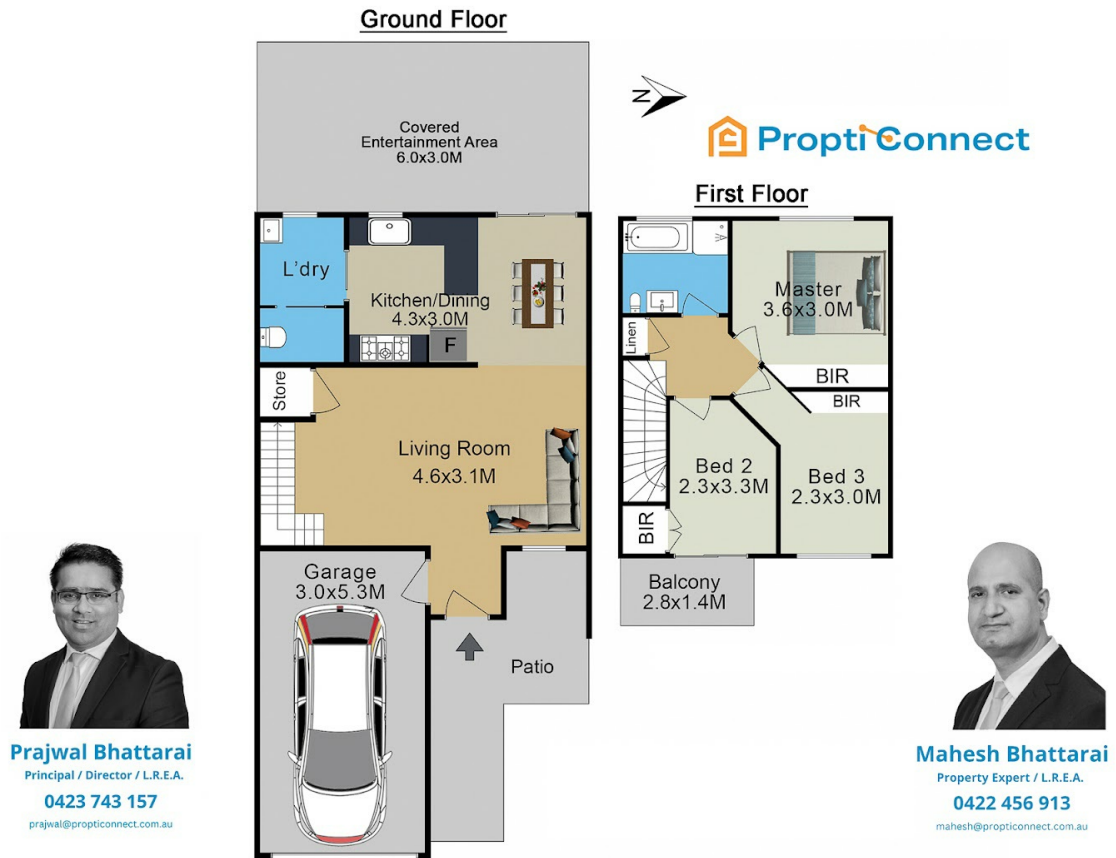 Ground Floor
Covered
Entertainment Area
6.0x3.0M
N
Propti Connect
First Floor
L'dry
Kitchen/Dining
4.3x3.0M
F
Store
Living Room
4.6x3.1M
Garage
3.0x5.3M
Patio
Master
3.6x3.0M
Linen
BIR
BIR
Bed 2
2.3x3.3M
Bed 3
2.3x3.0M
BIR
Balcony
2.8x1.4M
Prajwal Bhattarai
Principal / Director / L.R.E.A.
0423 743 157
prajwal@propticonnect.com.au
Mahesh Bhattarai
Property Expert / L.R.E.A.
0422 456 913
mahesh@propticonnect.com.au